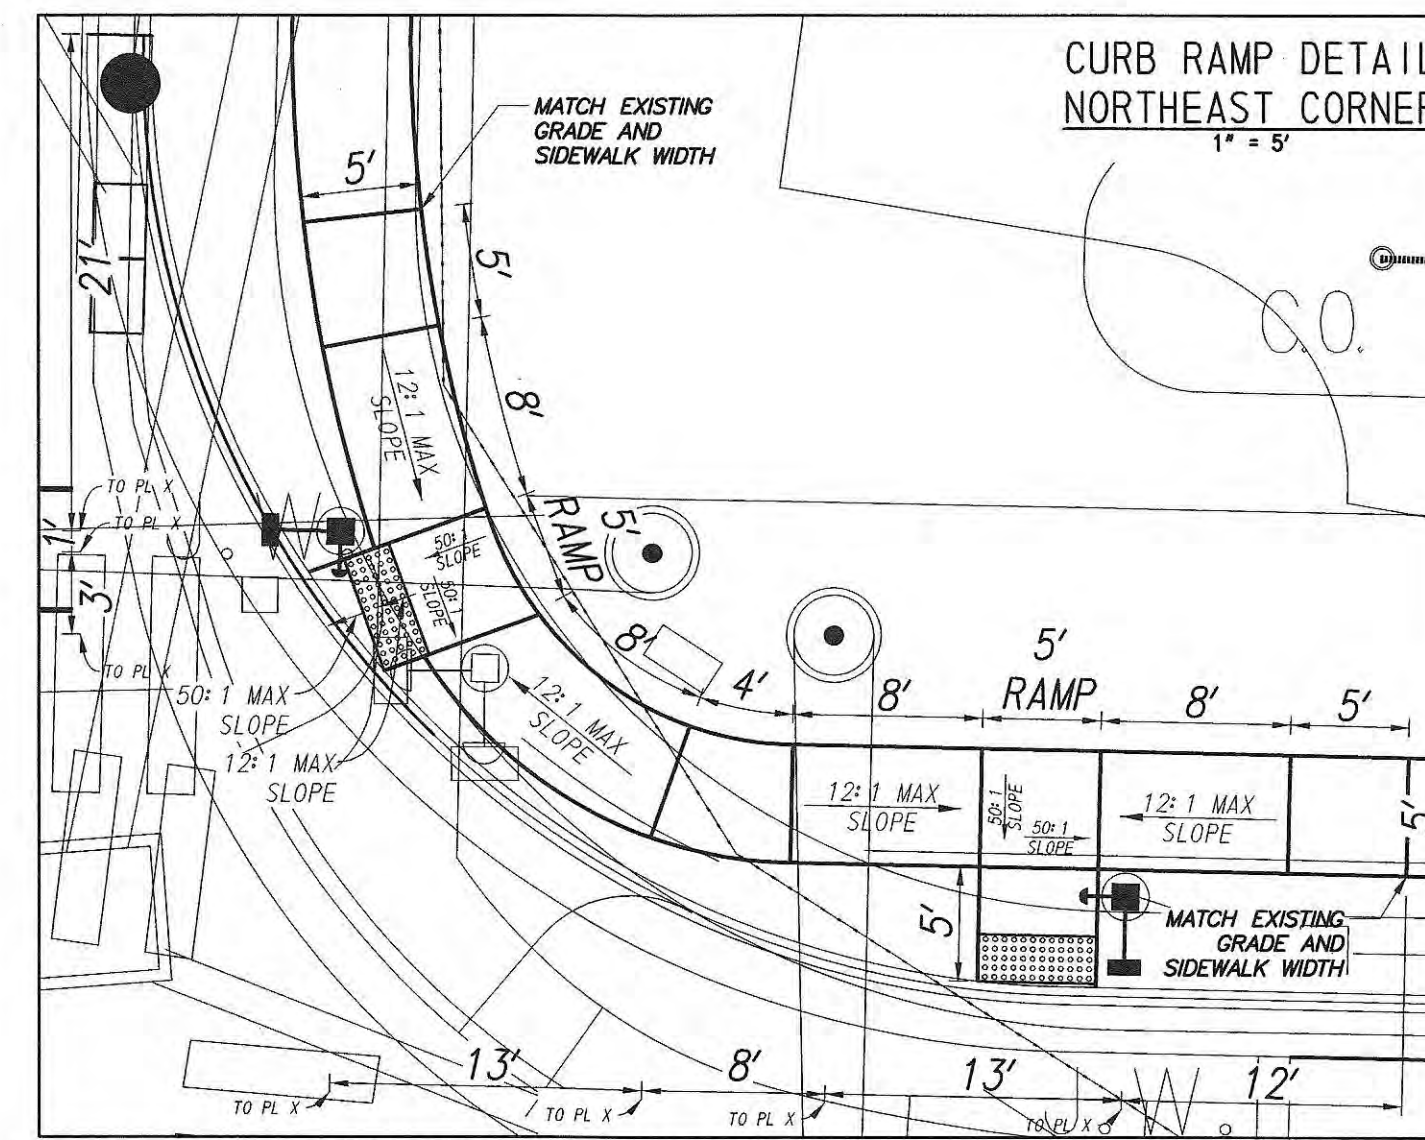 CURB RAMP DETAIL
NORTHEAST CORNER
1" = 5'
MATCH EXISTING
GRADE AND
SIDEWALK WIDTH
5'
5'
21'
8'
12:1 MAX
SLOPE
TO PL X
TO PL X
1'
W
50:1
SLOPE
50:1
SLOPE
5'
RAMP
3'
TO PL X
50:1 MAX
SLOPE
12:1 MAX
SLOPE
8'
12:1 MAX
SLOPE
4'
8'
5'
RAMP
8'
5'
12:1 MAX
SLOPE
50:1
SLOPE
50:1
SLOPE
12:1 MAX
SLOPE
5'
5'
MATCH EXISTING
GRADE AND
SIDEWALK WIDTH
13'
8'
13'
12'
TO PL X
TO PL X
TO PL X
TO PL X
W